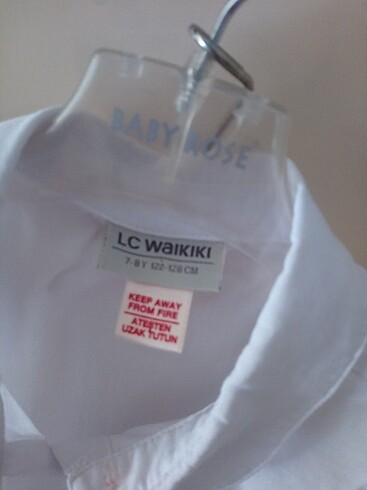 BABY ROSE
LC WAIKIKI
7-8 Y 122-128 CM
KEEP AWAY
FROM FIRE
ATEŞTEN
UZAK TUTUN